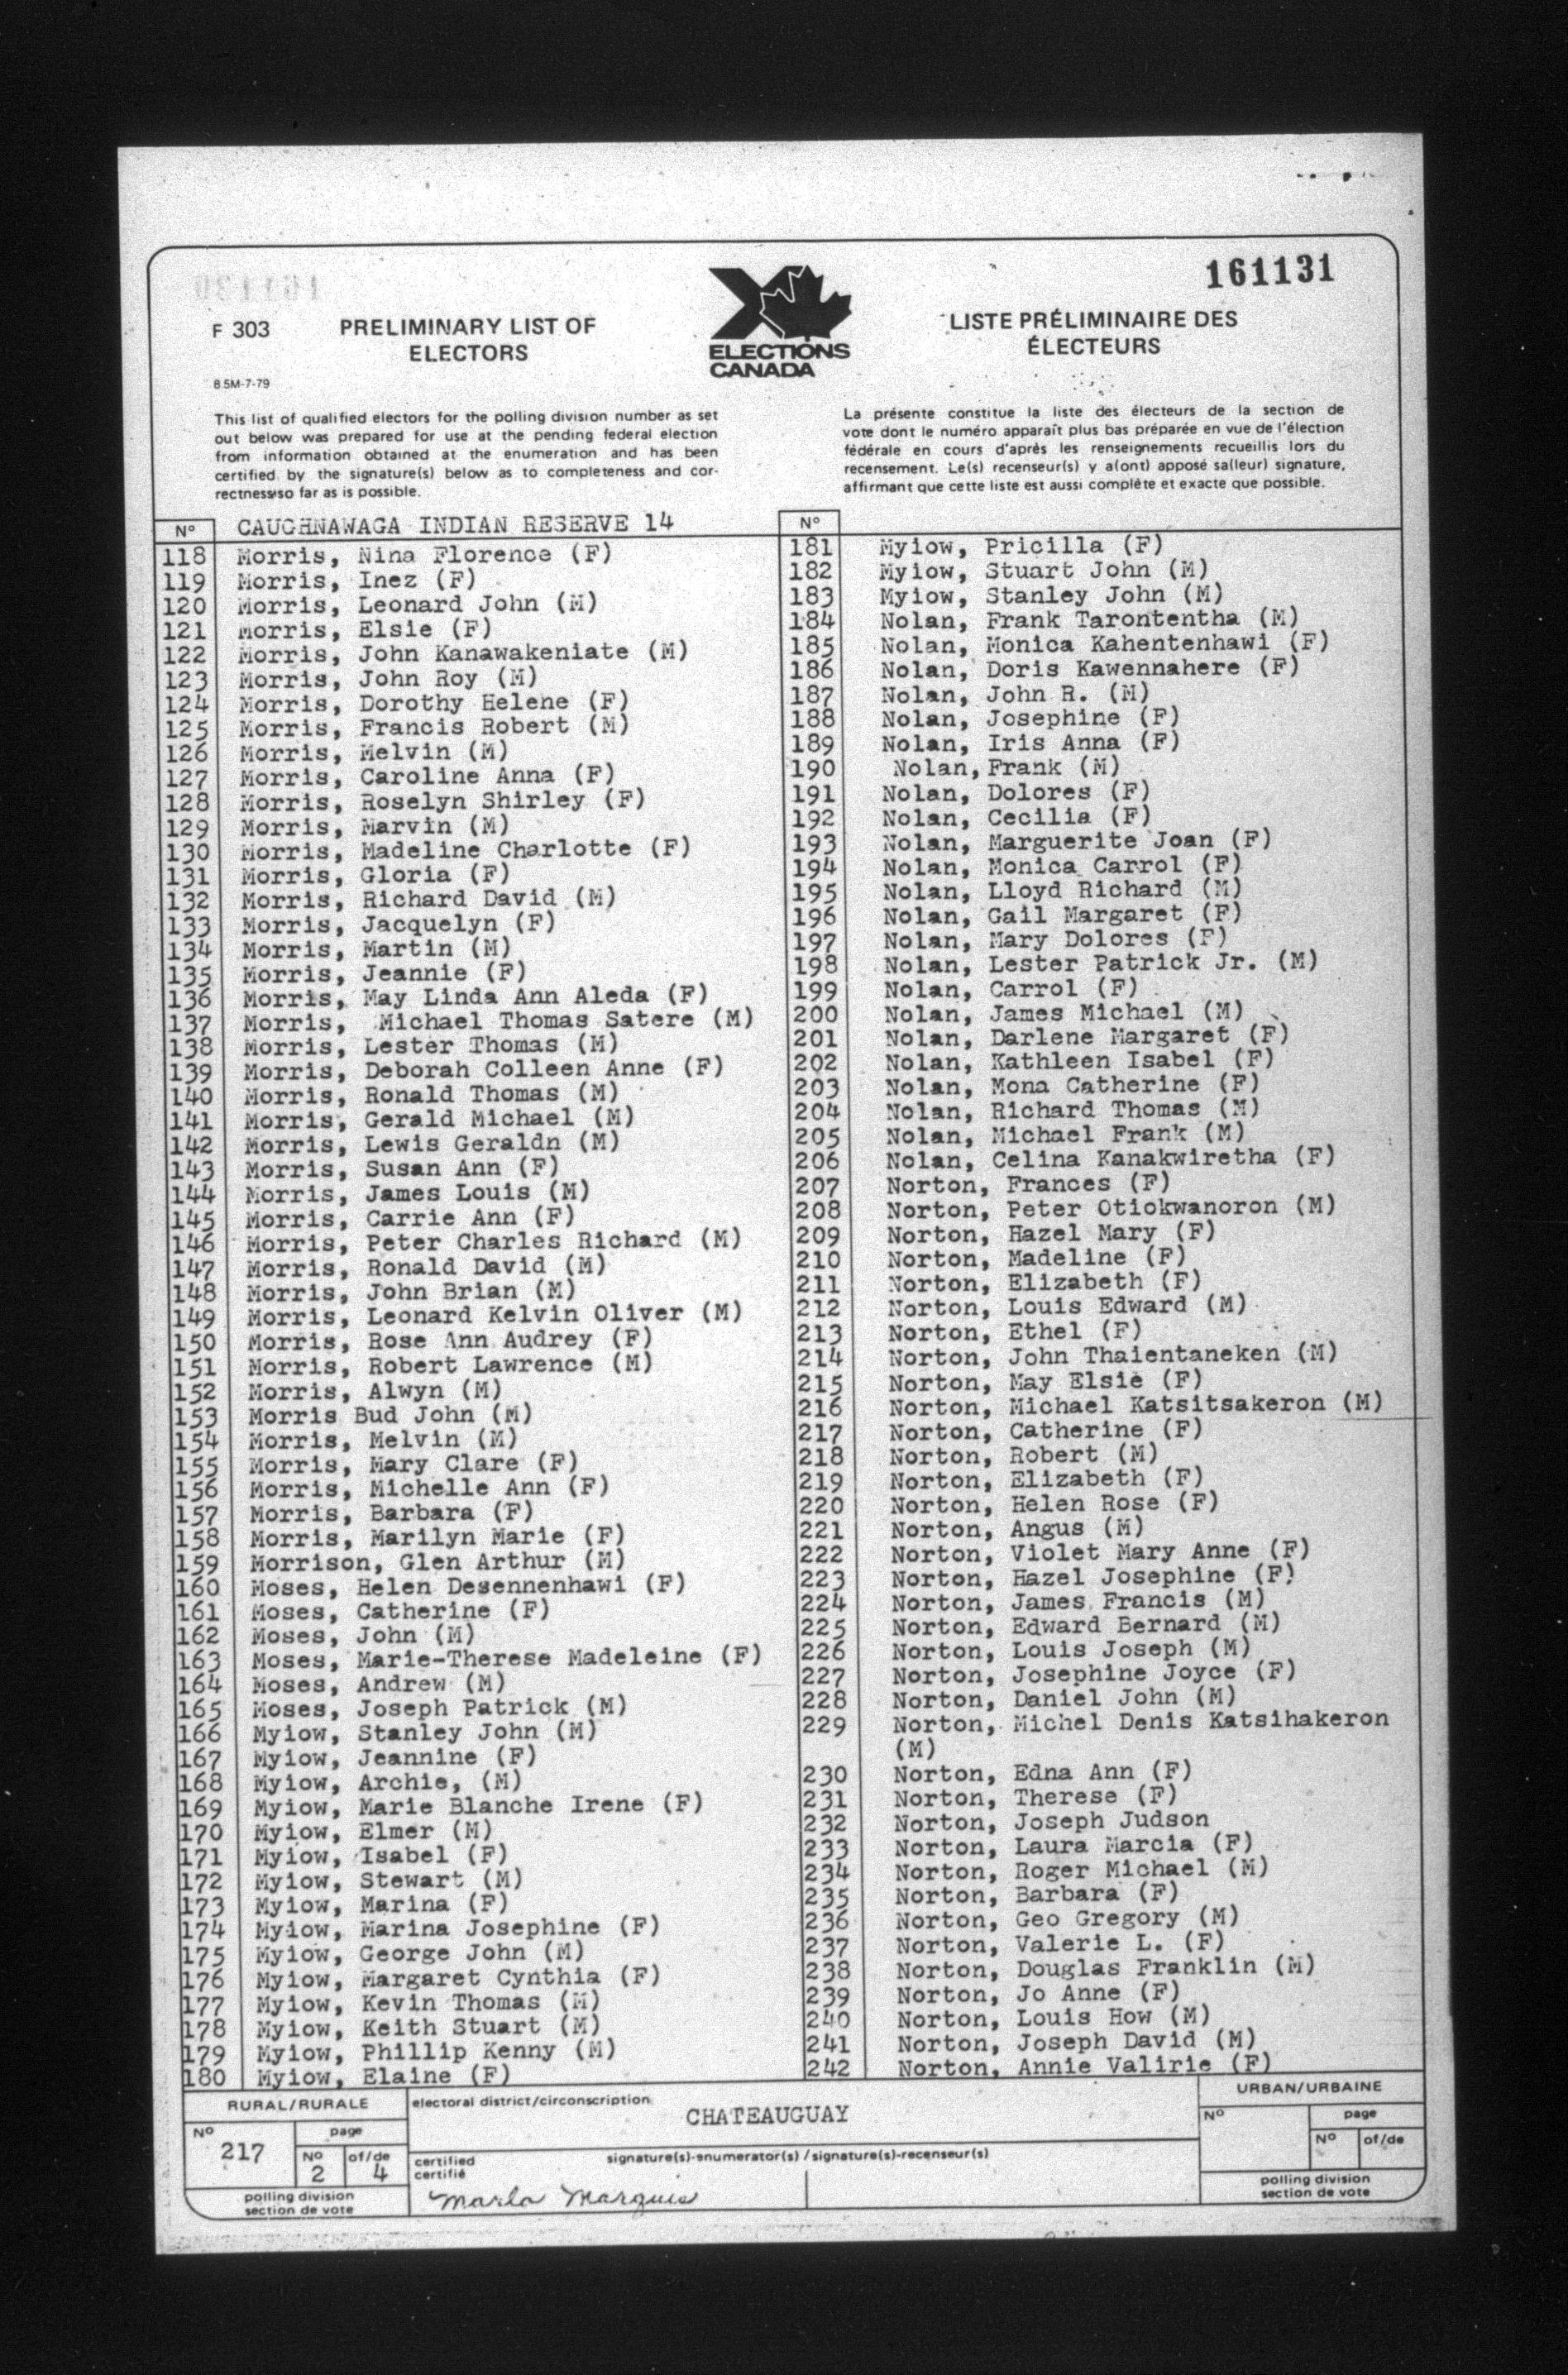 161131
F 303
PRELIMINARY LIST OF
ELECTORS
8.5M-7-79
ELECTIONS
CANADA
LISTE PRÉLIMINAIRE DES
ÉLECTEURS
This list of qualified electors for the polling division number as set
out below was prepared for use at the pending federal election
from information obtained at the enumeration and has been
certified by the signature(s) below as to completeness and cor-
rectness so far as is possible.
La présente constitue la liste des électeurs de la section de
vote dont le numéro apparaît plus bas préparée en vue de l'élection
fédérale en cours d'après les renseignements recueillis lors du
recensement. Le(s) recenseur(s) y a(ont) apposé sa(leur) signature,
affirmant que cette liste est aussi complète et exacte que possible.
Nº CAUGHNAWAGA INDIAN RESERVE 14
118 Morris, Nina Florence (F)
119 Morris, Inez (F)
120 Morris, Leonard John (M)
121 Morris, Elsie (F)
122 Morris, John Kanawakeniate (M)
123 Morris, John Roy (M)
124 Morris, Dorothy Helene (F)
125 Morris, Francis Robert (M)
126 Morris, Melvin (M)
127 Morris, Caroline Anna (F)
128 Morris, Roselyn Shirley (F)
129 Morris, Marvin (M)
130 Morris, Madeline Charlotte (F)
131 Morris, Gloria (F)
132 Morris, Richard David (M)
133 Morris, Jacquelyn (F)
134 Morris, Martin (M)
135 Morris, Jeannie (F)
136 Morris, May Linda Ann Aleda (F)
137 Morris, Michael Thomas Satere (M)
138 Morris, Lester Thomas (M)
139 Morris, Deborah Colleen Anne (F)
140 Morris, Ronald Thomas (M)
141 Morris, Gerald Michael (M)
142 Morris, Lewis Geraldn (M)
143 Morris, Susan Ann (F)
144 Morris, James Louis (M)
145 Morris, Carrie Ann (F)
146 Morris, Peter Charles Richard (M)
147 Morris, Ronald David (M)
148 Morris, John Brian (M)
149 Morris, Leonard Kelvin Oliver (M)
150 Morris, Rose Ann Audrey (F)
151 Morris, Robert Lawrence (M)
152 Morris, Alwyn (M)
153 Morris Bud John (M)
154 Morris, Melvin (M)
155 Morris, Mary Clare (F)
156 Morris, Michelle Ann (F)
157 Morris, Barbara (F)
158 Morris, Marilyn Marie (F)
159 Morrison, Glen Arthur (M)
160 Moses, Helen Desennenhawi (F)
161 Moses, Catherine (F)
162 Moses, John (M)
163 Moses, Marie-Therese Madeleine (F)
164 Moses, Andrew (M)
165 Moses, Joseph Patrick (M)
166 Myiow, Stanley John (M)
167 Myiow, Jeannine (F)
168 Myiow, Archie, (M)
169 Myiow, Marie Blanche Irene (F)
170 Myiow, Elmer (M)
171 Myiow, Isabel (F)
172 Myiow, Stewart (M)
173 Myiow, Marina (F)
174 Myiow, Marina Josephine (F)
175 Myiow, George John (M)
176 Myiow, Margaret Cynthia (F)
177 Myiow, Kevin Thomas (M)
178 Myiow, Keith Stuart (M)
179 Myiow, Phillip Kenny (M)
180 Myiow, Elaine (F)
Nº
181 Myiow, Pricilla (F)
182 Myiow, Stuart John (M)
183 Myiow, Stanley John (M)
184 Nolan, Frank Tarontentha (M)
185 Nolan, Monica Kahentenhawi (F)
186 Nolan, Doris Kawennahere (F)
187 Nolan, John R. (M)
188 Nolan, Josephine (F)
189 Nolan, Iris Anna (F)
190 Nolan, Frank (M)
191 Nolan, Dolores (F)
192 Nolan, Cecilia (F)
193 Nolan, Marguerite Joan (F)
194 Nolan, Monica Carrol (F)
195 Nolan, Lloyd Richard (M)
196 Nolan, Gail Margaret (F)
197 Nolan, Mary Dolores (F)
198 Nolan, Lester Patrick Jr. (M)
199 Nolan, Carrol (F)
200 Nolan, James Michael (M)
201 Nolan, Darlene Margaret (F)
202 Nolan, Kathleen Isabel (F)
203 Nolan, Mona Catherine (F)
204 Nolan, Richard Thomas (M)
205 Nolan, Michael Frank (M)
206 Nolan, Celina Kanakwiretha (F)
207 Norton, Frances (F)
208 Norton, Peter Otiokwanoron (M)
209 Norton, Hazel Mary (F)
210 Norton, Madeline (F)
211 Norton, Elizabeth (F)
212 Norton, Louis Edward (M)
213 Norton, Ethel (F)
214 Norton, John Thaientaneken (M)
215 Norton, May Elsie (F)
216 Norton, Michael Katsitsakeron (M)
217 Norton, Catherine (F)
218 Norton, Robert (M)
219 Norton, Elizabeth (F)
220 Norton, Helen Rose (F)
221 Norton, Angus (M)
222 Norton, Violet Mary Anne (F)
223 Norton, Hazel Josephine (F)
224 Norton, James Francis (M)
225 Norton, Edward Bernard (M)
226 Norton, Louis Joseph (M)
227 Norton, Josephine Joyce (F)
228 Norton, Daniel John (M)
229 Norton, Michel Denis Katsihakeron
(M)
230 Norton, Edna Ann (F)
231 Norton, Therese (F)
232 Norton, Joseph Judson
233 Norton, Laura Marcia (F)
234 Norton, Roger Michael (M)
235 Norton, Barbara (F)
236 Norton, Geo Gregory (M)
237 Norton, Valerie L. (F)
238 Norton, Douglas Franklin (M)
239 Norton, Jo Anne (F)
240 Norton, Louis How (M)
241 Norton, Joseph David (M)
242 Norton, Annie Valirie (F)
RURAL/RURALE
Nº 217
page
Nº 2 of/de 4
polling division
section de vote
electoral district/circonscription
CHATEAUGUAY
certified
certifié
signature(s)-enumerator(s) / signature(s)-recenseur(s)
Marla Marquis
URBAN/URBAINE
Nº
page
Nº of/de
polling division
section de vote